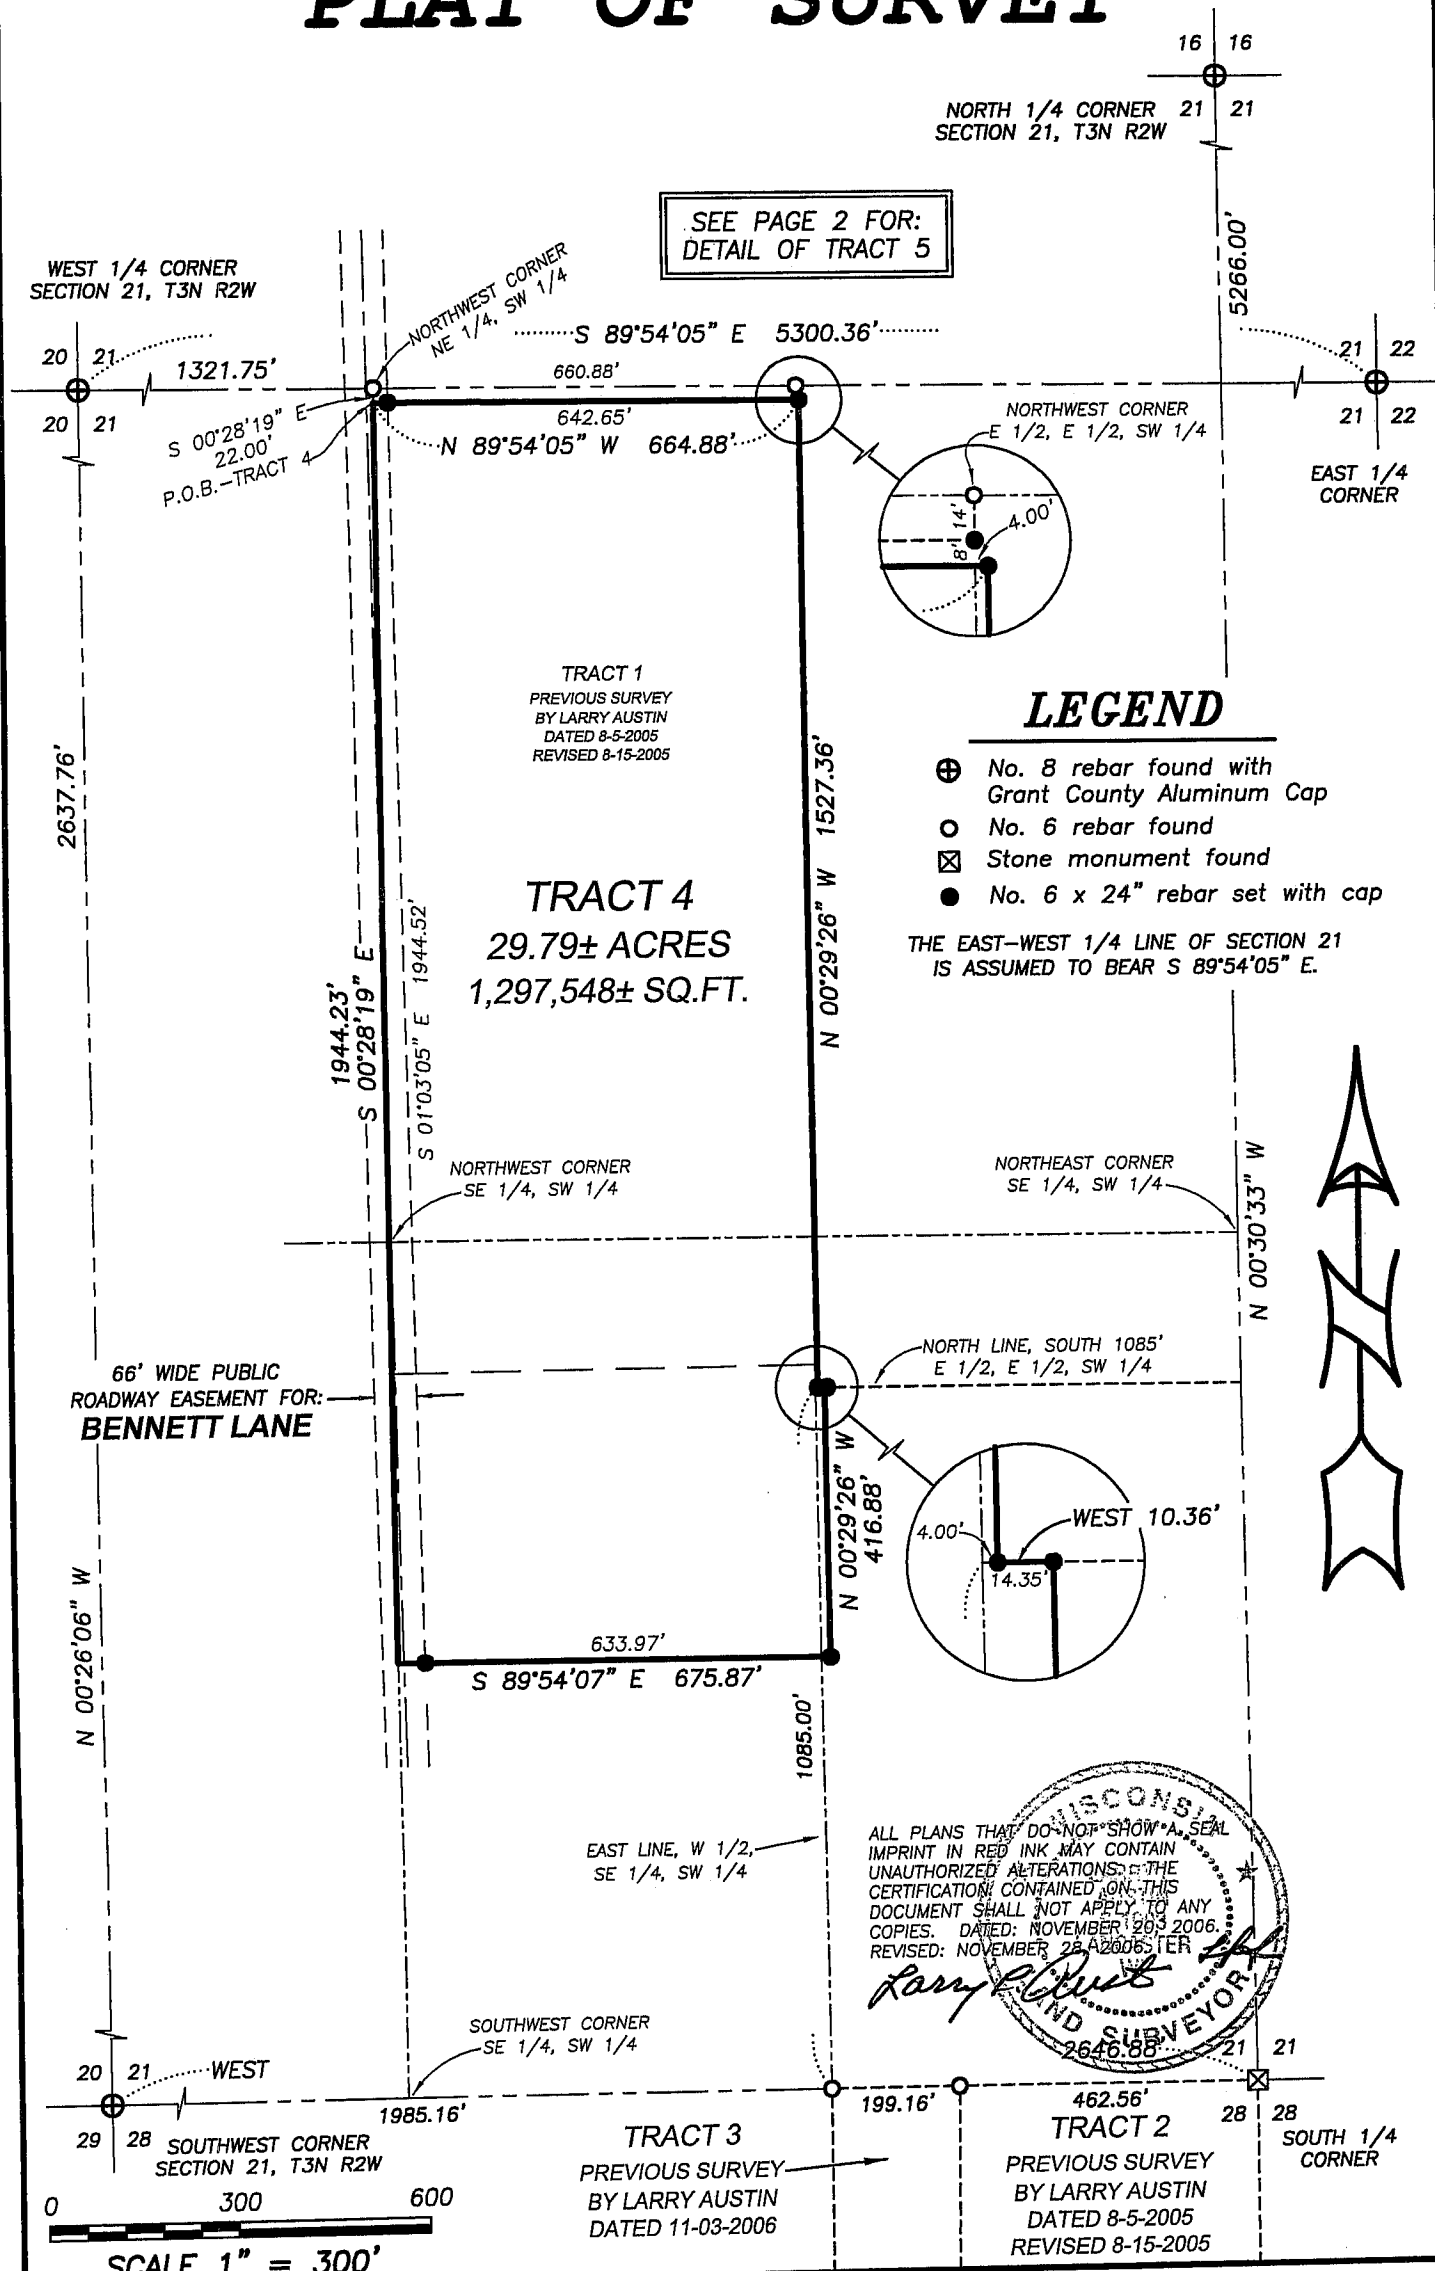 PLAT OF SURVEY
16 16
NORTH 1/4 CORNER 21 21
SECTION 21, T3N R2W
5266.00'
SEE PAGE 2 FOR:
DETAIL OF TRACT 5
WEST 1/4 CORNER
SECTION 21, T3N R2W
NORTHWEST CORNER
NE 1/4, SW 1/4
S 89°54'05" E 5300.36'
20 21
1321.75'
660.88'
21 22
20 21
S 00°28'19" E
22.00'
P.O.B.-TRACT 4
642.65'
N 89°54'05" W 664.88'
NORTHWEST CORNER
E 1/2, E 1/2, SW 1/4
21 22
EAST 1/4
CORNER
14'
8'
4.00'
TRACT 1
PREVIOUS SURVEY
BY LARRY AUSTIN
DATED 8-5-2005
REVISED 8-15-2005
2637.76'
N 00°29'26" W 1527.36'
LEGEND
No. 8 rebar found with
Grant County Aluminum Cap
No. 6 rebar found
Stone monument found
No. 6 x 24" rebar set with cap
THE EAST-WEST 1/4 LINE OF SECTION 21
IS ASSUMED TO BEAR S 89°54'05" E.
TRACT 4
29.79± ACRES
1,297,548± SQ.FT.
1944.23'
S 00°28'19" E
S 01°03'05" E 1944.52'
NORTHWEST CORNER
SE 1/4, SW 1/4
NORTHEAST CORNER
SE 1/4, SW 1/4
N 00°30'33" W
NORTH LINE, SOUTH 1085'
E 1/2, E 1/2, SW 1/4
66' WIDE PUBLIC
ROADWAY EASEMENT FOR:
BENNETT LANE
N 00°29'26" W
416.88'
4.00'
WEST 10.36'
14.35'
N 00°26'06" W
633.97'
S 89°54'07" E 675.87'
1085.00'
EAST LINE, W 1/2,
SE 1/4, SW 1/4
WISCONSIN
ALL PLANS THAT DO NOT SHOW A SEAL
IMPRINT IN RED INK MAY CONTAIN
UNAUTHORIZED ALTERATIONS. THE
CERTIFICATION CONTAINED ON THIS
DOCUMENT SHALL NOT APPLY TO ANY
COPIES. DATED: NOVEMBER 20, 2006.
REVISED: NOVEMBER 28, 2006.
Larry Aust
LAND SURVEYOR
SOUTHWEST CORNER
SE 1/4, SW 1/4
2646.88'
21 21
20 21
WEST
1985.16'
199.16'
462.56'
29 28
SOUTHWEST CORNER
SECTION 21, T3N R2W
28 28
SOUTH 1/4
CORNER
TRACT 3
PREVIOUS SURVEY
BY LARRY AUSTIN
DATED 11-03-2006
TRACT 2
PREVIOUS SURVEY
BY LARRY AUSTIN
DATED 8-5-2005
REVISED 8-15-2005
0 300 600
SCALE 1" = 300'